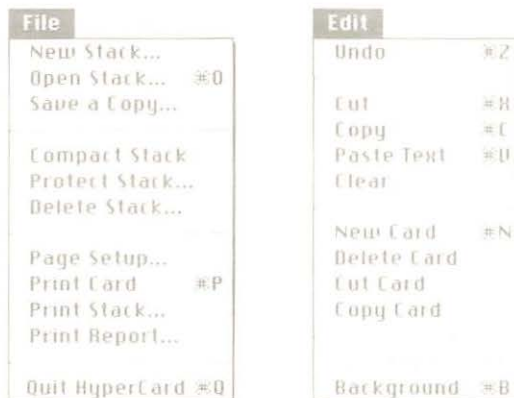 File
New Stack...
Open Stack... ⌘O
Save a Copy...
Compact Stack
Protect Stack...
Delete Stack...
Page Setup...
Print Card ⌘P
Print Stack...
Print Report...
Quit HyperCard ⌘Q
Edit
Undo ⌘Z
Cut ⌘X
Copy ⌘C
Paste Text ⌘V
Clear
New Card ⌘N
Delete Card
Cut Card
Copy Card
Background ⌘B